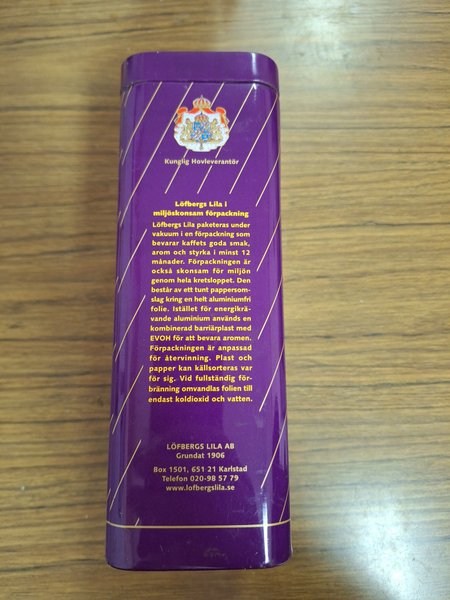 Kunglig Hovleverantör
Löfbergs Lila i
miljöskonsam förpackning
Löfbergs Lila paketeras under
vakuum i en förpackning som
bevarar kaffets goda smak,
arom och styrka i minst 12
månader. Förpackningen är
också skonsam för miljön
genom hela kretsloppet. Den
består av ett tunt pappersom-
slag kring en helt aluminiumfri
folie. Istället för energikrä-
vande aluminium används en
kombinerad barriärplast med
EVOH för att bevara aromen.
Förpackningen är anpassad
för återvinning. Plast och
papper kan källsorteras var
för sig. Vid fullständig för-
bränning omvandlas folien till
endast koldioxid och vatten.
LÖFBERGS LILA AB
Grundat 1906
Box 1501, 651 21 Karlstad
Telefon 020-98 57 79
www.lofbergslila.se